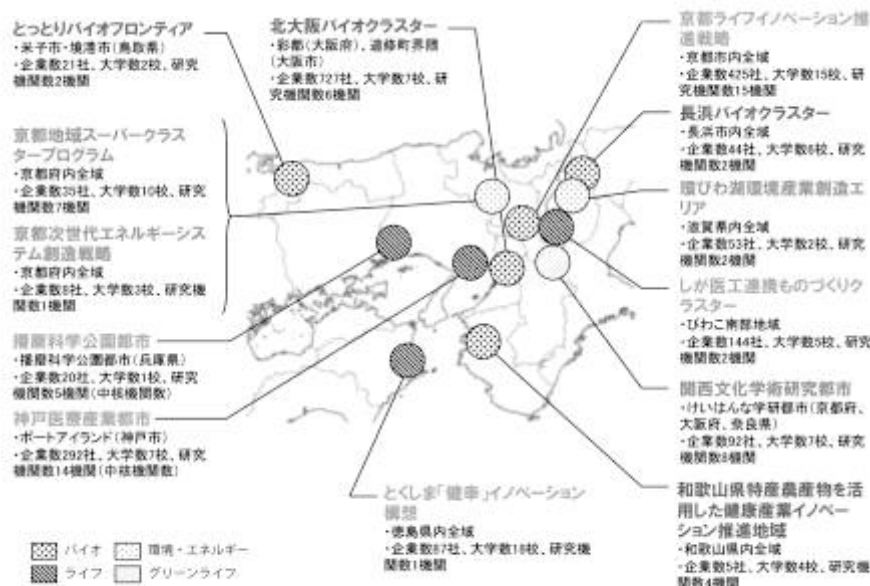 とっとりバイオフロンティア
・米子市・境港市(鳥取県)
・企業数21社、大学数2校、研究
機関数2機関
北大阪バイオクラスター
・彩都(大阪府)、道修町界隈
(大阪市)
・企業数727社、大学数7校、研
究機関数6機関
京都ライフイノベーション推
進戦略
・京都市内全域
・企業数425社、大学数15校、研
究機関数15機関
長浜バイオクラスター
・長浜市内全域
・企業数44社、大学数6校、研究
機関数2機関
京都地域スーパークラス
タープログラム
・京都府内全域
・企業数35社、大学数10校、研究
機関数7機関
環びわ湖環境産業創造エ
リア
・滋賀県内全域
・企業数53社、大学数2校、研究
機関数2機関
京都次世代エネルギーシス
テム創造戦略
・京都府内全域
・企業数8社、大学数3校、研究機
関数1機関
しが医工連携ものづくりク
ラスター
・びわこ南部地域
・企業数144社、大学数5校、研究
機関数2機関
播磨科学公園都市
・播磨科学公園都市(兵庫県)
・企業数20社、大学数1校、研究
機関数5機関(中核機関数)
関西文化学術研究都市
・けいはんな学研都市(京都府、
大阪府、奈良県)
・企業数92社、大学数7校、研究
機関数8機関
神戸医療産業都市
・ポートアイランド(神戸市)
・企業数292社、大学数7校、研究
機関数14機関(中核機関数)
とくしま「健幸」イノベーション
構想
・徳島県内全域
・企業数87社、大学数18校、研究機
関数1機関
和歌山県特産農産物を活
用した健康産業イノベー
ション推進地域
・和歌山県内全域
・企業数5社、大学数4校、研究機
関数4機関
バイオ
環境・エネルギー
ライフ
グリーンライフ